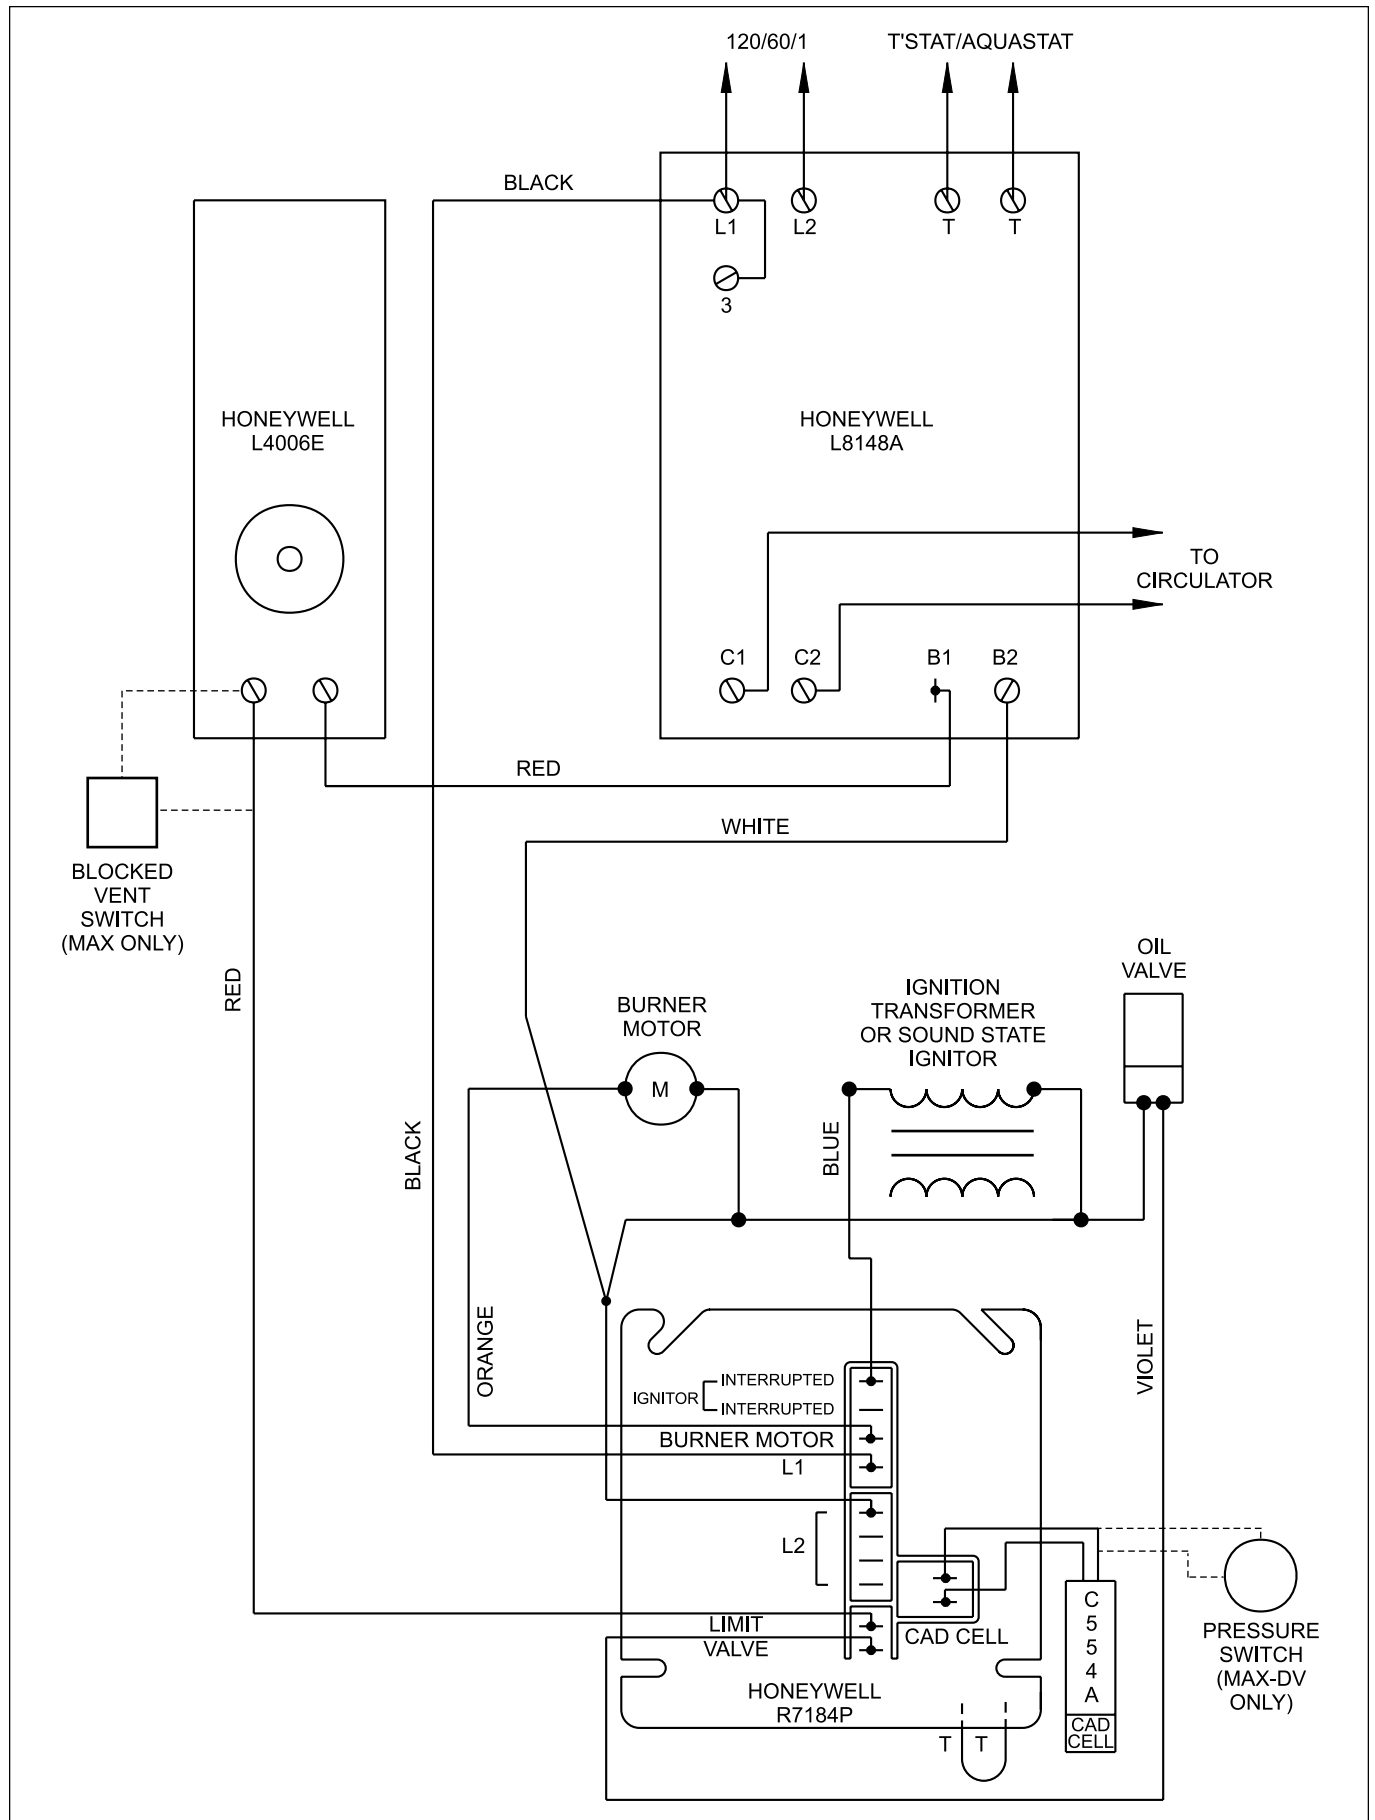 120/60/1
T'STAT/AQUASTAT
BLACK
L1
L2
T
T
3
HONEYWELL
L4006E
HONEYWELL
L8148A
TO
CIRCULATOR
C1
C2
B1
B2
RED
WHITE
BLOCKED
VENT
SWITCH
(MAX ONLY)
RED
BURNER
MOTOR
M
IGNITION
TRANSFORMER
OR SOUND STATE
IGNITOR
OIL
VALVE
BLACK
BLUE
ORANGE
VIOLET
IGNITOR
INTERRUPTED
INTERRUPTED
BURNER MOTOR
L1
L2
LIMIT
VALVE
CAD CELL
HONEYWELL
R7184P
T
T
C
5
5
4
A
CAD
CELL
PRESSURE
SWITCH
(MAX-DV
ONLY)